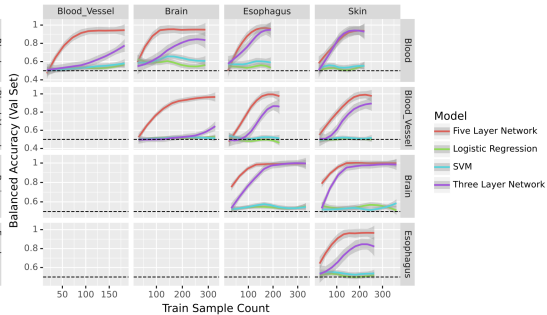 Blood_Vessel Brain Esophagus Skin
1
0.8
0.6
0.4
Blood
1
0.8
0.6
0.4
Blood_Vessel
1
0.8
0.6
Brain
1
0.8
0.6
Esophagus
50 100 150 100 200 300 100 200 300 100 200 300
Train Sample Count
Balanced Accuracy (Val Set)
Model
Five Layer Network
Logistic Regression
SVM
Three Layer Network